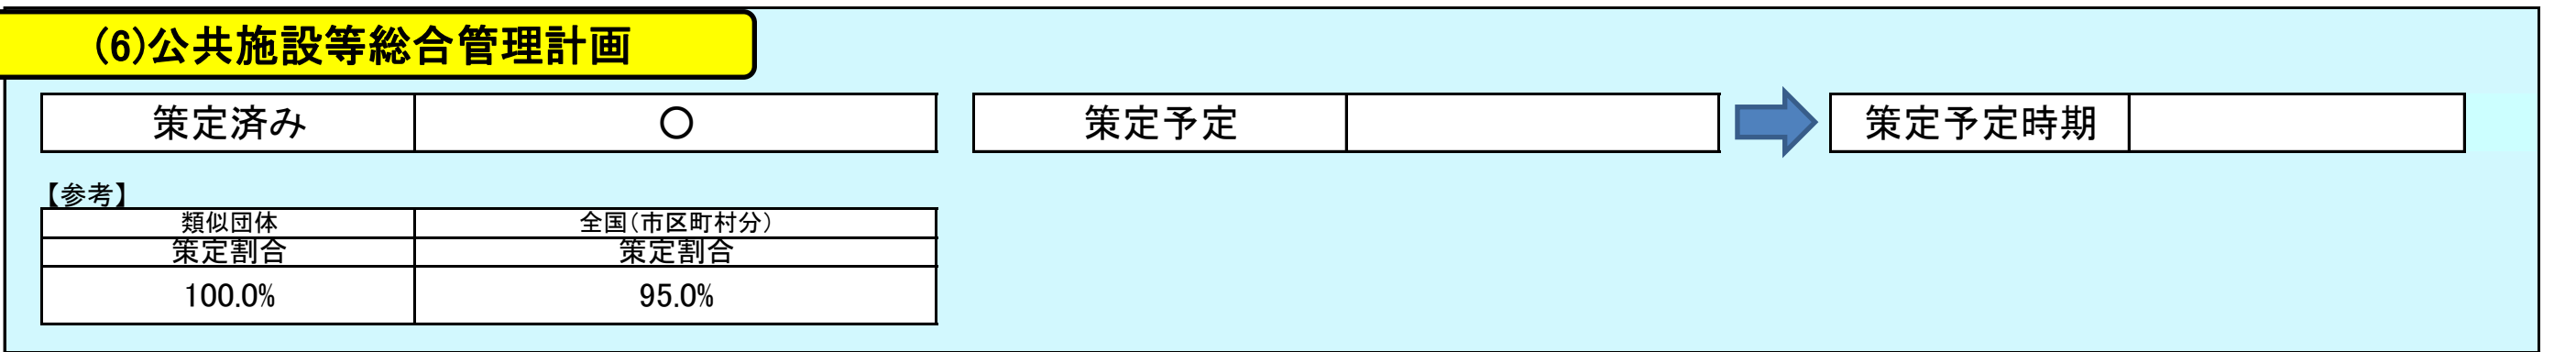 (6)公共施設等総合管理計画
策定済み ○ 策定予定 策定予定時期
【参考】
類似団体 全国(市区町村分)
策定割合 策定割合
100.0% 95.0%